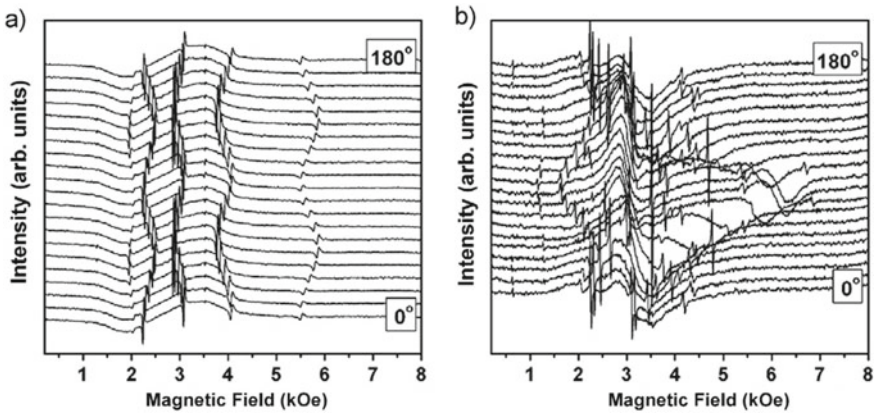 a)
180°
0°
Intensity (arb. units)
1 2 3 4 5 6 7 8
Magnetic Field (kOe)
b)
180°
0°
Intensity (arb. units)
1 2 3 4 5 6 7 8
Magnetic Field (kOe)